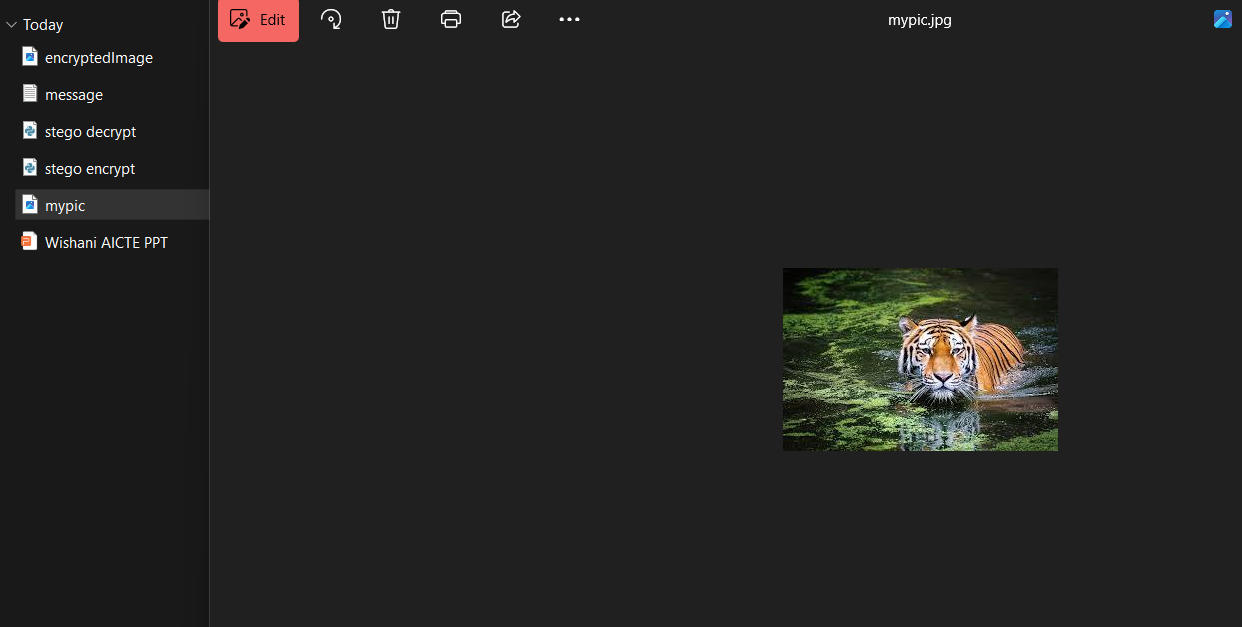 Today
encryptedImage
message
stego decrypt
stego encrypt
mypic
Wishani AICTE PPT
Edit
mypic.jpg